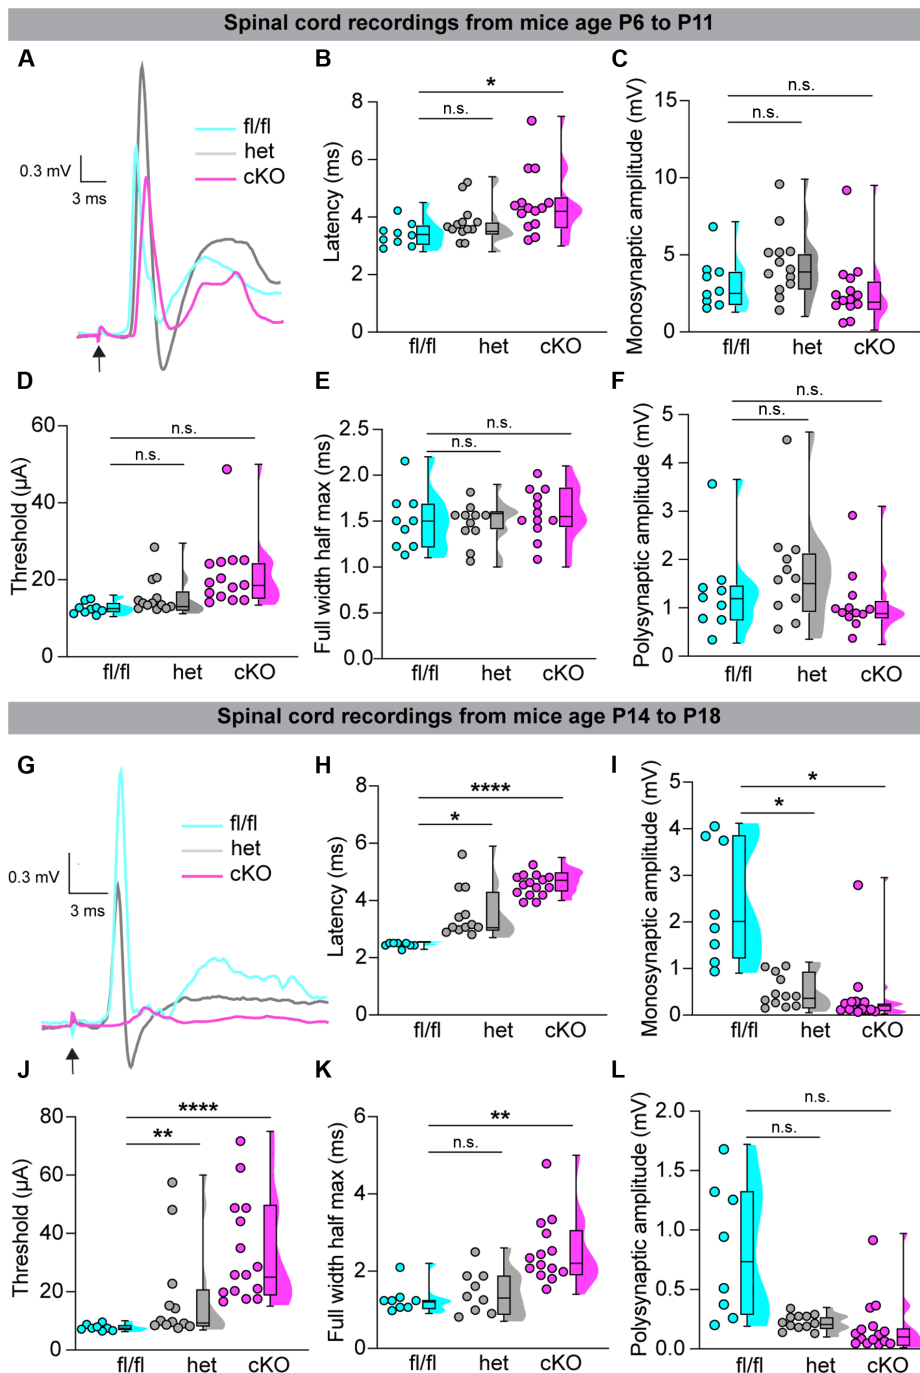 Spinal cord recordings from mice age P6 to P11
A
fl/fl
het
cKO
0.3 mV
3 ms
B
Latency (ms)
8
6
4
2
0
*
n.s.
fl/fl het cKO
C
Monosynaptic amplitude (mV)
15
10
5
0
n.s.
n.s.
fl/fl het cKO
D
Threshold (µA)
60
40
20
0
n.s.
n.s.
fl/fl het cKO
E
Full width half max (ms)
2.5
2.0
1.5
1.0
0.5
0.0
n.s.
n.s.
fl/fl het cKO
F
Polysynaptic amplitude (mV)
5
4
3
2
1
0
n.s.
n.s.
fl/fl het cKO
Spinal cord recordings from mice age P14 to P18
G
fl/fl
het
cKO
0.3 mV
3 ms
H
Latency (ms)
8
6
4
2
0
****
*
fl/fl het cKO
I
Monosynaptic amplitude (mV)
5
4
3
2
1
0
*
*
fl/fl het cKO
J
Threshold (µA)
80
60
40
20
0
****
**
fl/fl het cKO
K
Full width half max (ms)
6
4
2
0
**
n.s.
fl/fl het cKO
L
Polysynaptic amplitude (mV)
2.0
1.5
1.0
0.5
0.0
n.s.
n.s.
fl/fl het cKO